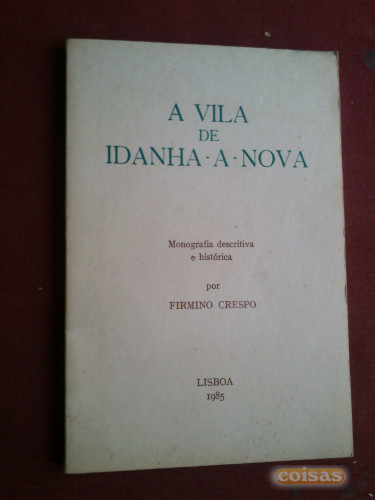 A VILA
DE
IDANHA-A-NOVA
Monografia descritiva
e histórica
por
FIRMINO CRESPO
LISBOA
1985
coisas